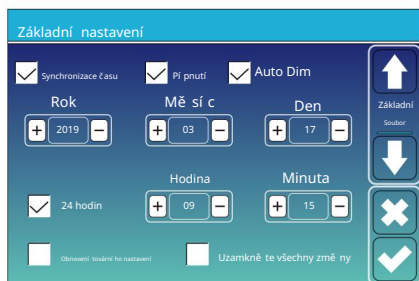 Základní nastavení
Synchronizace času
Pí pnutí
Auto Dim
Základní
Soubor
Rok
Mě sí c
Den
+ 2019 −
+ 03 −
+ 17 −
Hodina
Minuta
24 hodin
+ 09 −
+ 15 −
Obnovení tovární ho nastavení
Uzamkně te všechny změ ny